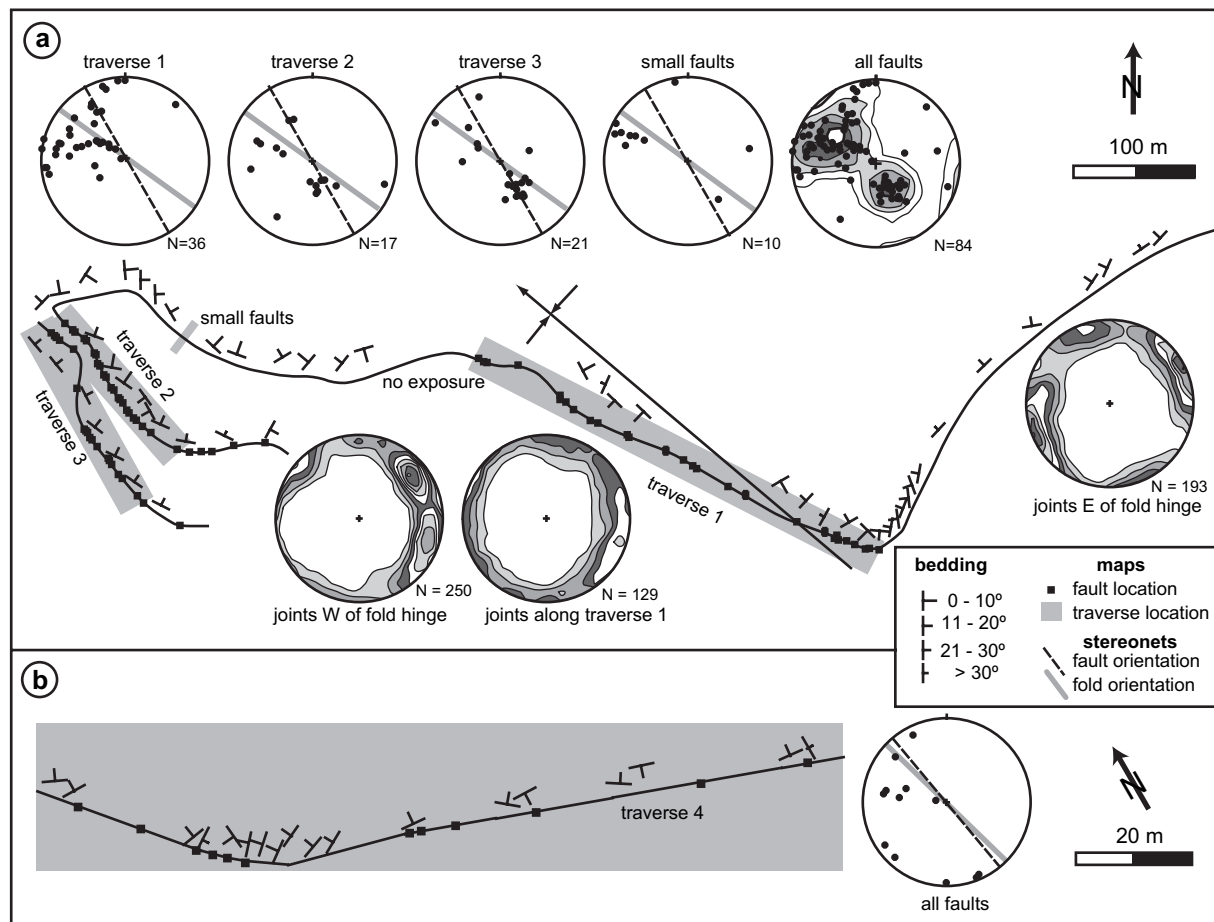 a
traverse 1
traverse 2
traverse 3
small faults
all faults
N
N=36
N=17
N=21
N=10
N=84
100 m
small faults
traverse 2
traverse 3
no exposure
traverse 1
N = 250
joints W of fold hinge
N = 129
joints along traverse 1
N = 193
joints E of fold hinge
bedding
0 - 10º
11 - 20º
21 - 30º
> 30º
maps
fault location
traverse location
stereonets
fault orientation
fold orientation
b
traverse 4
all faults
N
20 m